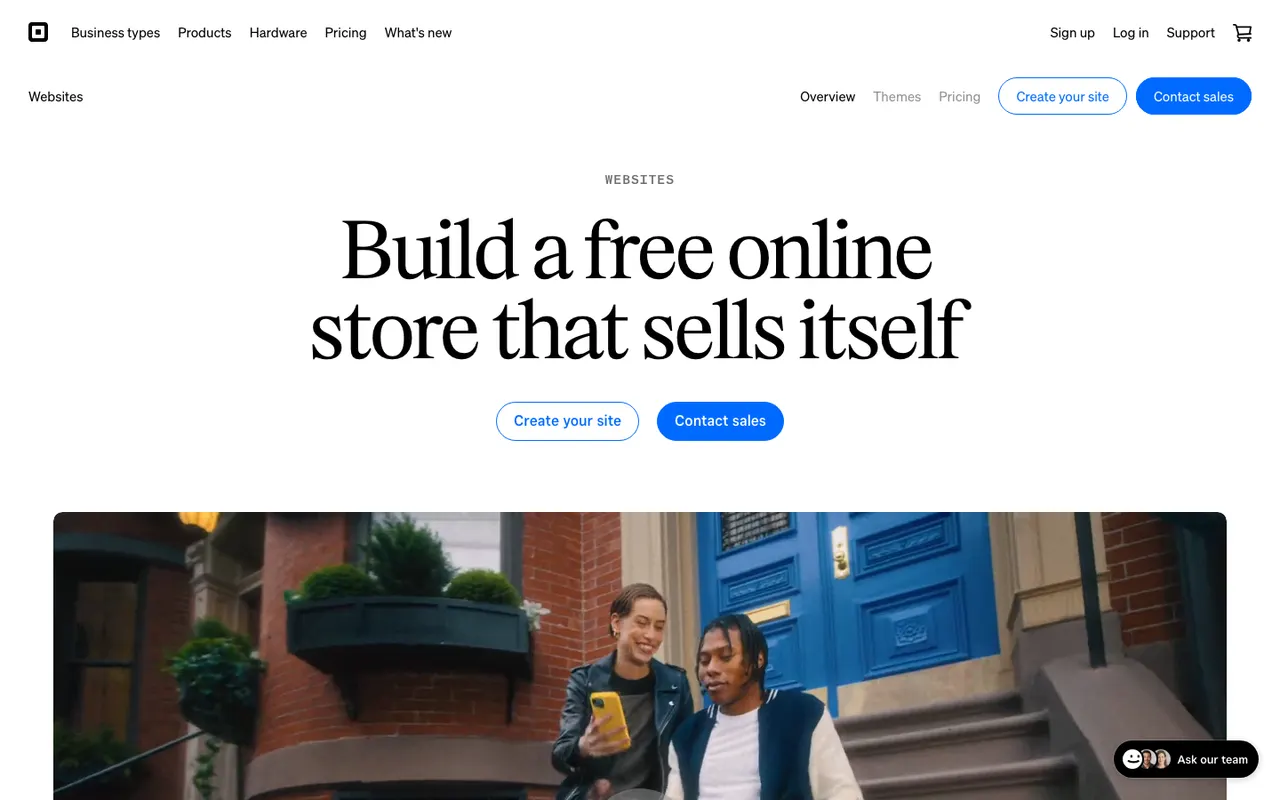 Business types Products Hardware Pricing What's new Sign up Log in Support
Websites Overview Themes Pricing Create your site Contact sales
WEBSITES
Build a free online
store that sells itself
Create your site Contact sales
Ask our team